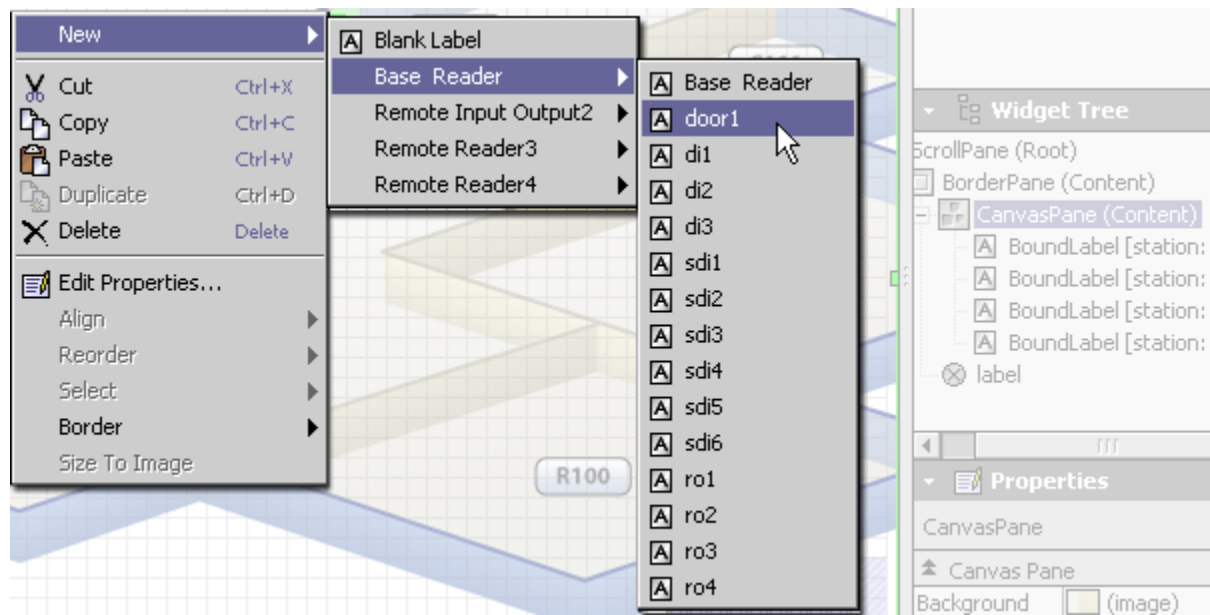 New
Cut Ctrl+X
Copy Ctrl+C
Paste Ctrl+V
Duplicate Ctrl+D
Delete Delete
Edit Properties...
Align
Reorder
Select
Border
Size To Image
Blank Label
Base Reader
Remote Input Output2
Remote Reader3
Remote Reader4
Base Reader
door1
di1
di2
di3
sdi1
sdi2
sdi3
sdi4
sdi5
sdi6
ro1
ro2
ro3
ro4
R100
Widget Tree
ScrollPane (Root)
BorderPane (Content)
CanvasPane (Content)
BoundLabel [station:
BoundLabel [station:
BoundLabel [station:
BoundLabel [station:
label
Properties
CanvasPane
Canvas Pane
Background (image)